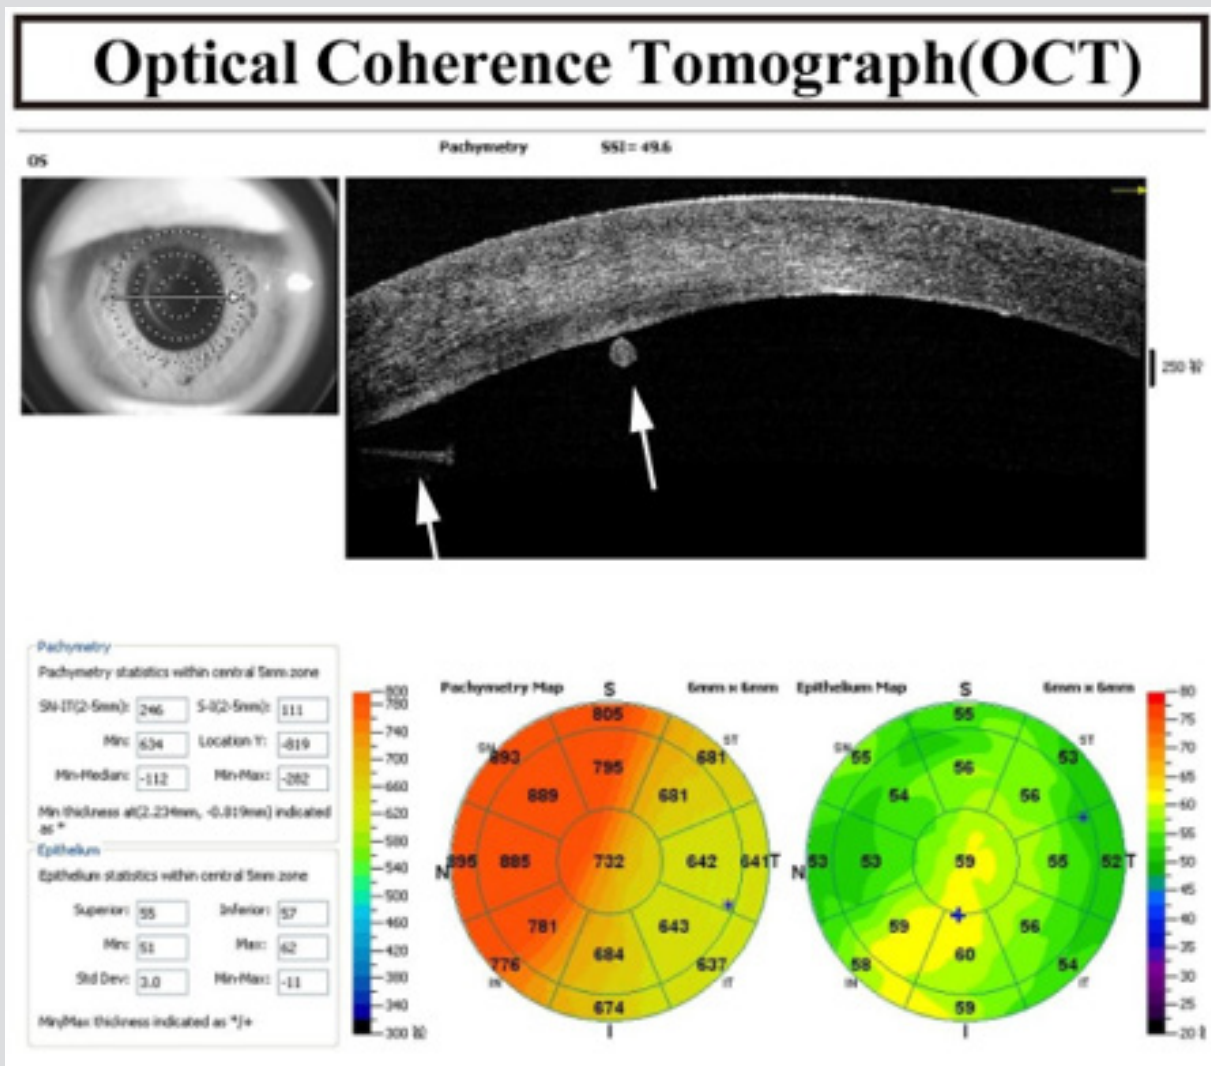 Optical Coherence Tomograph(OCT)
Pachymetry SSI= 49.6
OS
250
Pachymetry
Pachymetry statistics within central 5mm zone
SN-IT(2-5mm): 246 S-I(2-5mm): 111
Min: 634 Location Y: -819
Min-Median: -112 Min-Max: -282
Min thickness at(2.234mm, -0.819mm) indicated
as *
Epithelium
Epithelium statistics within central 5mm zone
Superior: 55 Inferior: 57
Min: 51 Max: 62
Std Dev: 3.0 Min-Max: -11
Min/Max thickness indicated as */+
800
780
740
700
660
620
580
540
500
460
420
380
340
300
Pachymetry Map S 6mm x 6mm
805
SN 893 795 681 ST
889 681
N 895 885 732 642 641 T
781 643
776 684 637
IN 674 IT
I
Epithelium Map S 6mm x 6mm
55
SN 55 56 53 ST
54 56
N 53 53 59 55 52 T
59 56
58 60 54
IN 59 IT
I
80
75
70
65
60
55
50
45
40
35
30
25
20